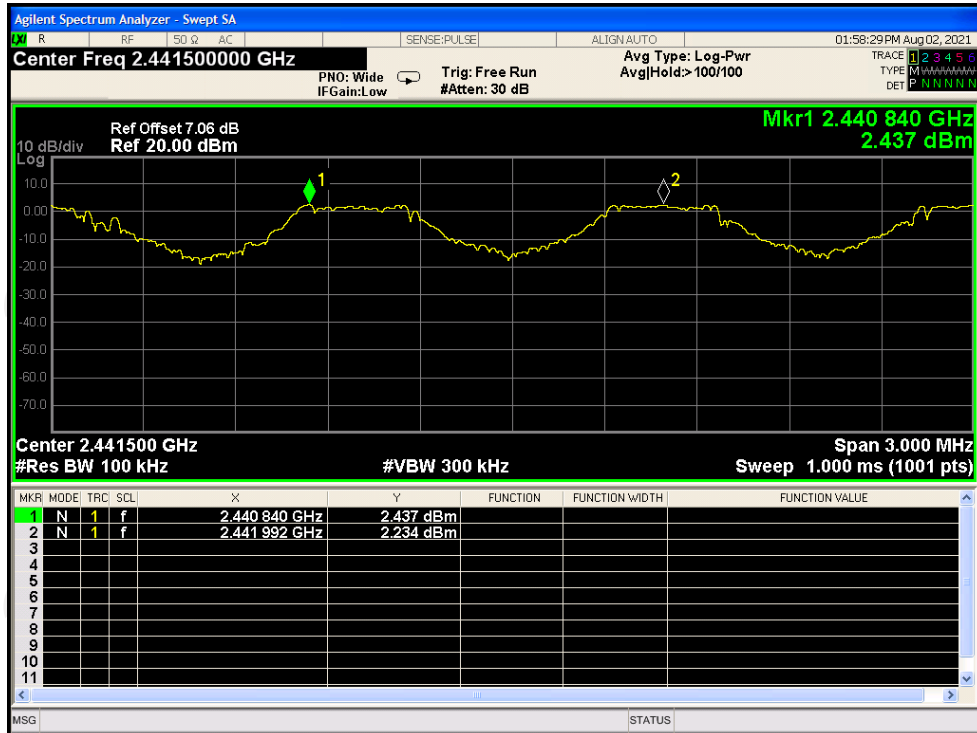 Agilent Spectrum Analyzer - Swept SA
LXI R RF 50 Ω AC SENSE:PULSE ALIGN AUTO 01:58:29 PM Aug 02, 2021
Center Freq 2.441500000 GHz
PNO: Wide
IFGain:Low
Trig: Free Run
#Atten: 30 dB
Avg Type: Log-Pwr
Avg|Hold:> 100/100
TRACE 1 2 3 4 5 6
TYPE M WWWWW
DET P N N N N N
Ref Offset 7.06 dB
10 dB/div Ref 20.00 dBm
Log
Mkr1 2.440 840 GHz
2.437 dBm
10.0
0.00
-10.0
-20.0
-30.0
-40.0
-50.0
-60.0
-70.0
1
2
Center 2.441500 GHz Span 3.000 MHz
#Res BW 100 kHz #VBW 300 kHz Sweep 1.000 ms (1001 pts)
MKR MODE TRC SCL X Y FUNCTION FUNCTION WIDTH FUNCTION VALUE
1 N 1 f 2.440 840 GHz 2.437 dBm
2 N 1 f 2.441 992 GHz 2.234 dBm
3
4
5
6
7
8
9
10
11
MSG STATUS